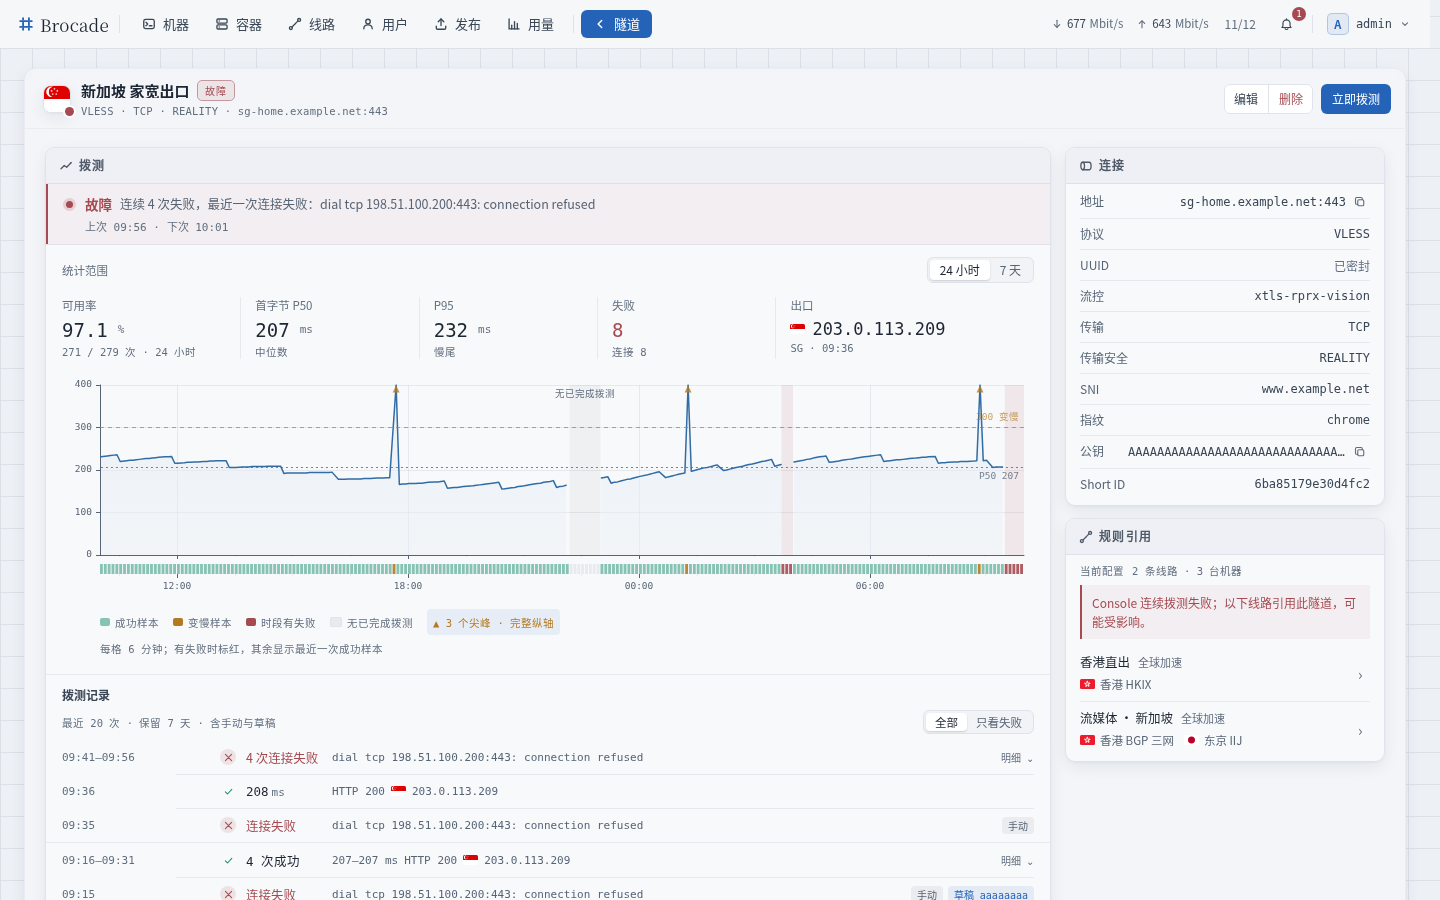 Brocade 机器 容器 线路 用户 发布 用量 隧道 ↓ 677 Mbit/s ↑ 643 Mbit/s 11/12 1 A admin
新加坡 家宽出口 故障
VLESS · TCP · REALITY · sg-home.example.net:443
编辑 删除 立即拨测
拨测
故障 连续 4 次失败，最近一次连接失败：dial tcp 198.51.100.200:443: connection refused
上次 09:56 · 下次 10:01
统计范围 24 小时 7 天
可用率 首字节 P50 P95 失败 出口
97.1 % 207 ms 232 ms 8 203.0.113.209
271 / 279 次 · 24 小时 中位数 慢尾 连接 8 SG · 09:36
400
无已完成拨测
300 变慢
300
200
P50 207
100
0
12:00 18:00 00:00 06:00
成功样本 变慢样本 时段有失败 无已完成拨测 ▲ 3 个尖峰 · 完整纵轴
每格 6 分钟；有失败时标红，其余显示最近一次成功样本
拨测记录
最近 20 次 · 保留 7 天 · 含手动与草稿 全部 只看失败
09:41–09:56 4 次连接失败 dial tcp 198.51.100.200:443: connection refused 明细
09:36 208 ms HTTP 200 203.0.113.209
09:35 连接失败 dial tcp 198.51.100.200:443: connection refused 手动
09:16–09:31 4 次成功 207–207 ms HTTP 200 203.0.113.209 明细
09:15 连接失败 dial tcp 198.51.100.200:443: connection refused 手动 草稿 aaaaaaaa
连接
地址 sg-home.example.net:443
协议 VLESS
UUID 已密封
流控 xtls-rprx-vision
传输 TCP
传输安全 REALITY
SNI www.example.net
指纹 chrome
公钥 AAAAAAAAAAAAAAAAAAAAAAAAAAAAAA…
Short ID 6ba85179e30d4fc2
规则引用
当前配置 2 条线路 · 3 台机器
Console 连续拨测失败；以下线路引用此隧道，可
能受影响。
香港直出 全球加速
香港 HKIX
流媒体 · 新加坡 全球加速
香港 BGP 三网 东京 IIJ